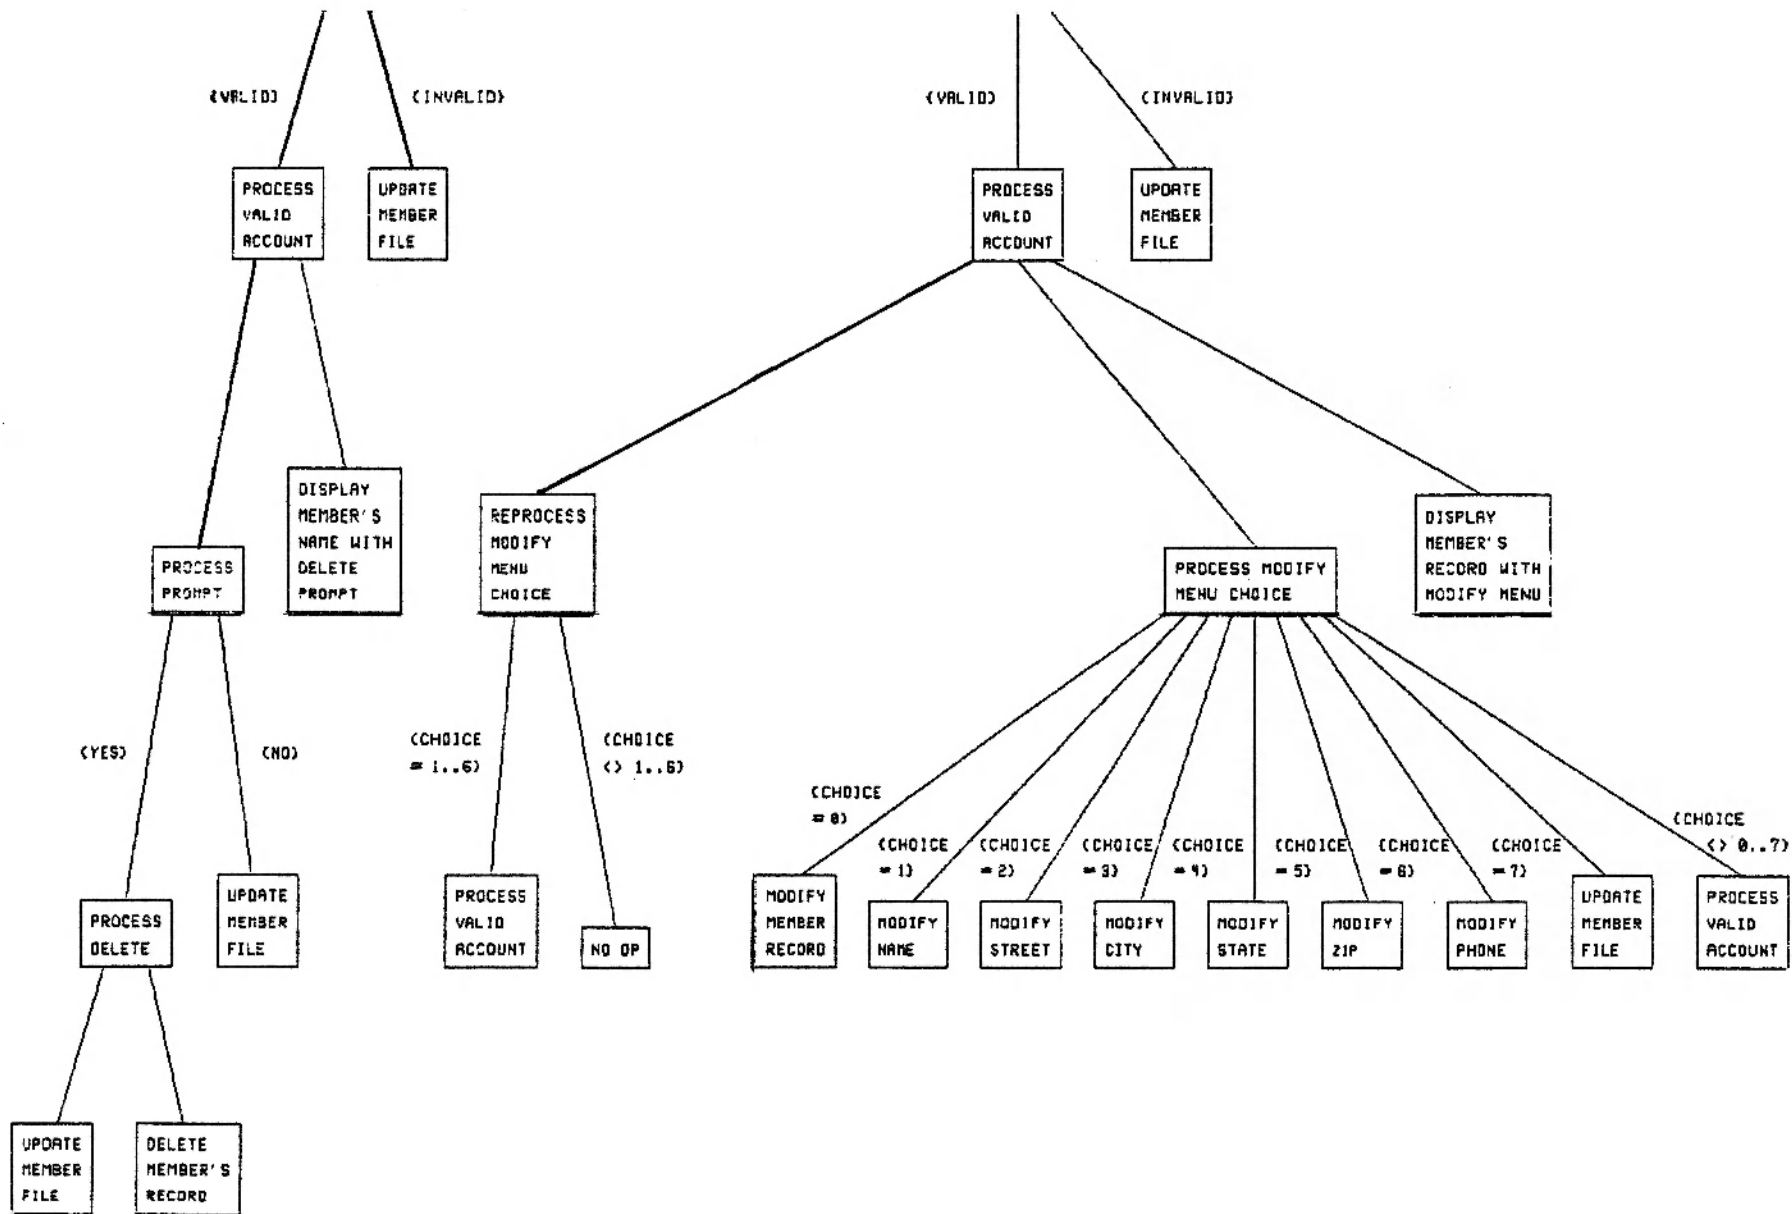 (VALID)
(INVALID)
(VALID)
(INVALID)
PROCESS
VALID
ACCOUNT
UPDATE
MEMBER
FILE
PROCESS
VALID
ACCOUNT
UPDATE
MEMBER
FILE
DISPLAY
MEMBER'S
NAME WITH
DELETE
PROMPT
REPROCESS
MODIFY
MENU
CHOICE
DISPLAY
MEMBER'S
RECORD WITH
MODIFY MENU
PROCESS
PROMPT
PROCESS MODIFY
MENU CHOICE
(YES)
(NO)
(CHOICE
= 1..6)
(CHOICE
<> 1..6)
(CHOICE
= 0)
(CHOICE
= 1)
(CHOICE
= 2)
(CHOICE
= 3)
(CHOICE
= 4)
(CHOICE
= 5)
(CHOICE
= 6)
(CHOICE
= 7)
(CHOICE
<> 0..7)
PROCESS
DELETE
UPDATE
MEMBER
FILE
PROCESS
VALID
ACCOUNT
NO OP
MODIFY
MEMBER
RECORD
MODIFY
NAME
MODIFY
STREET
MODIFY
CITY
MODIFY
STATE
MODIFY
ZIP
MODIFY
PHONE
UPDATE
MEMBER
FILE
PROCESS
VALID
ACCOUNT
UPDATE
MEMBER
FILE
DELETE
MEMBER'S
RECORD